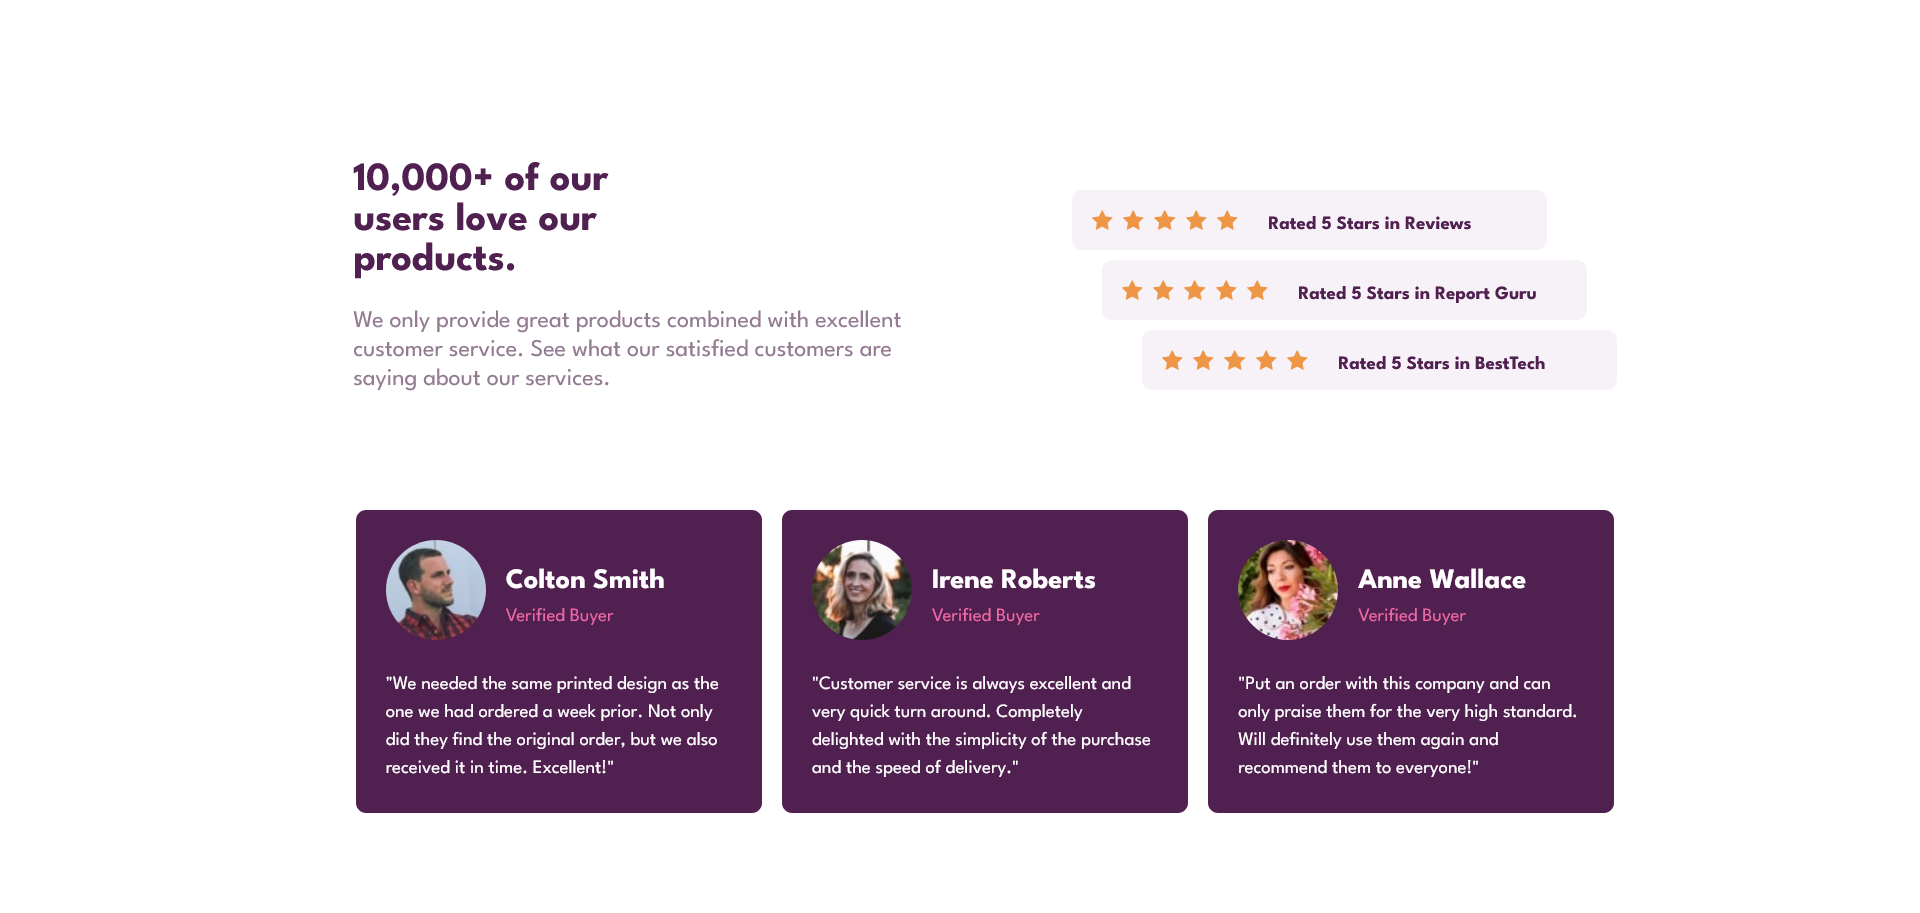 10,000+ of our
users love our
products.
We only provide great products combined with excellent
customer service. See what our satisfied customers are
saying about our services.
Rated 5 Stars in Reviews
Rated 5 Stars in Report Guru
Rated 5 Stars in BestTech
Colton Smith
Verified Buyer
"We needed the same printed design as the
one we had ordered a week prior. Not only
did they find the original order, but we also
received it in time. Excellent!"
Irene Roberts
Verified Buyer
"Customer service is always excellent and
very quick turn around. Completely
delighted with the simplicity of the purchase
and the speed of delivery."
Anne Wallace
Verified Buyer
"Put an order with this company and can
only praise them for the very high standard.
Will definitely use them again and
recommend them to everyone!"